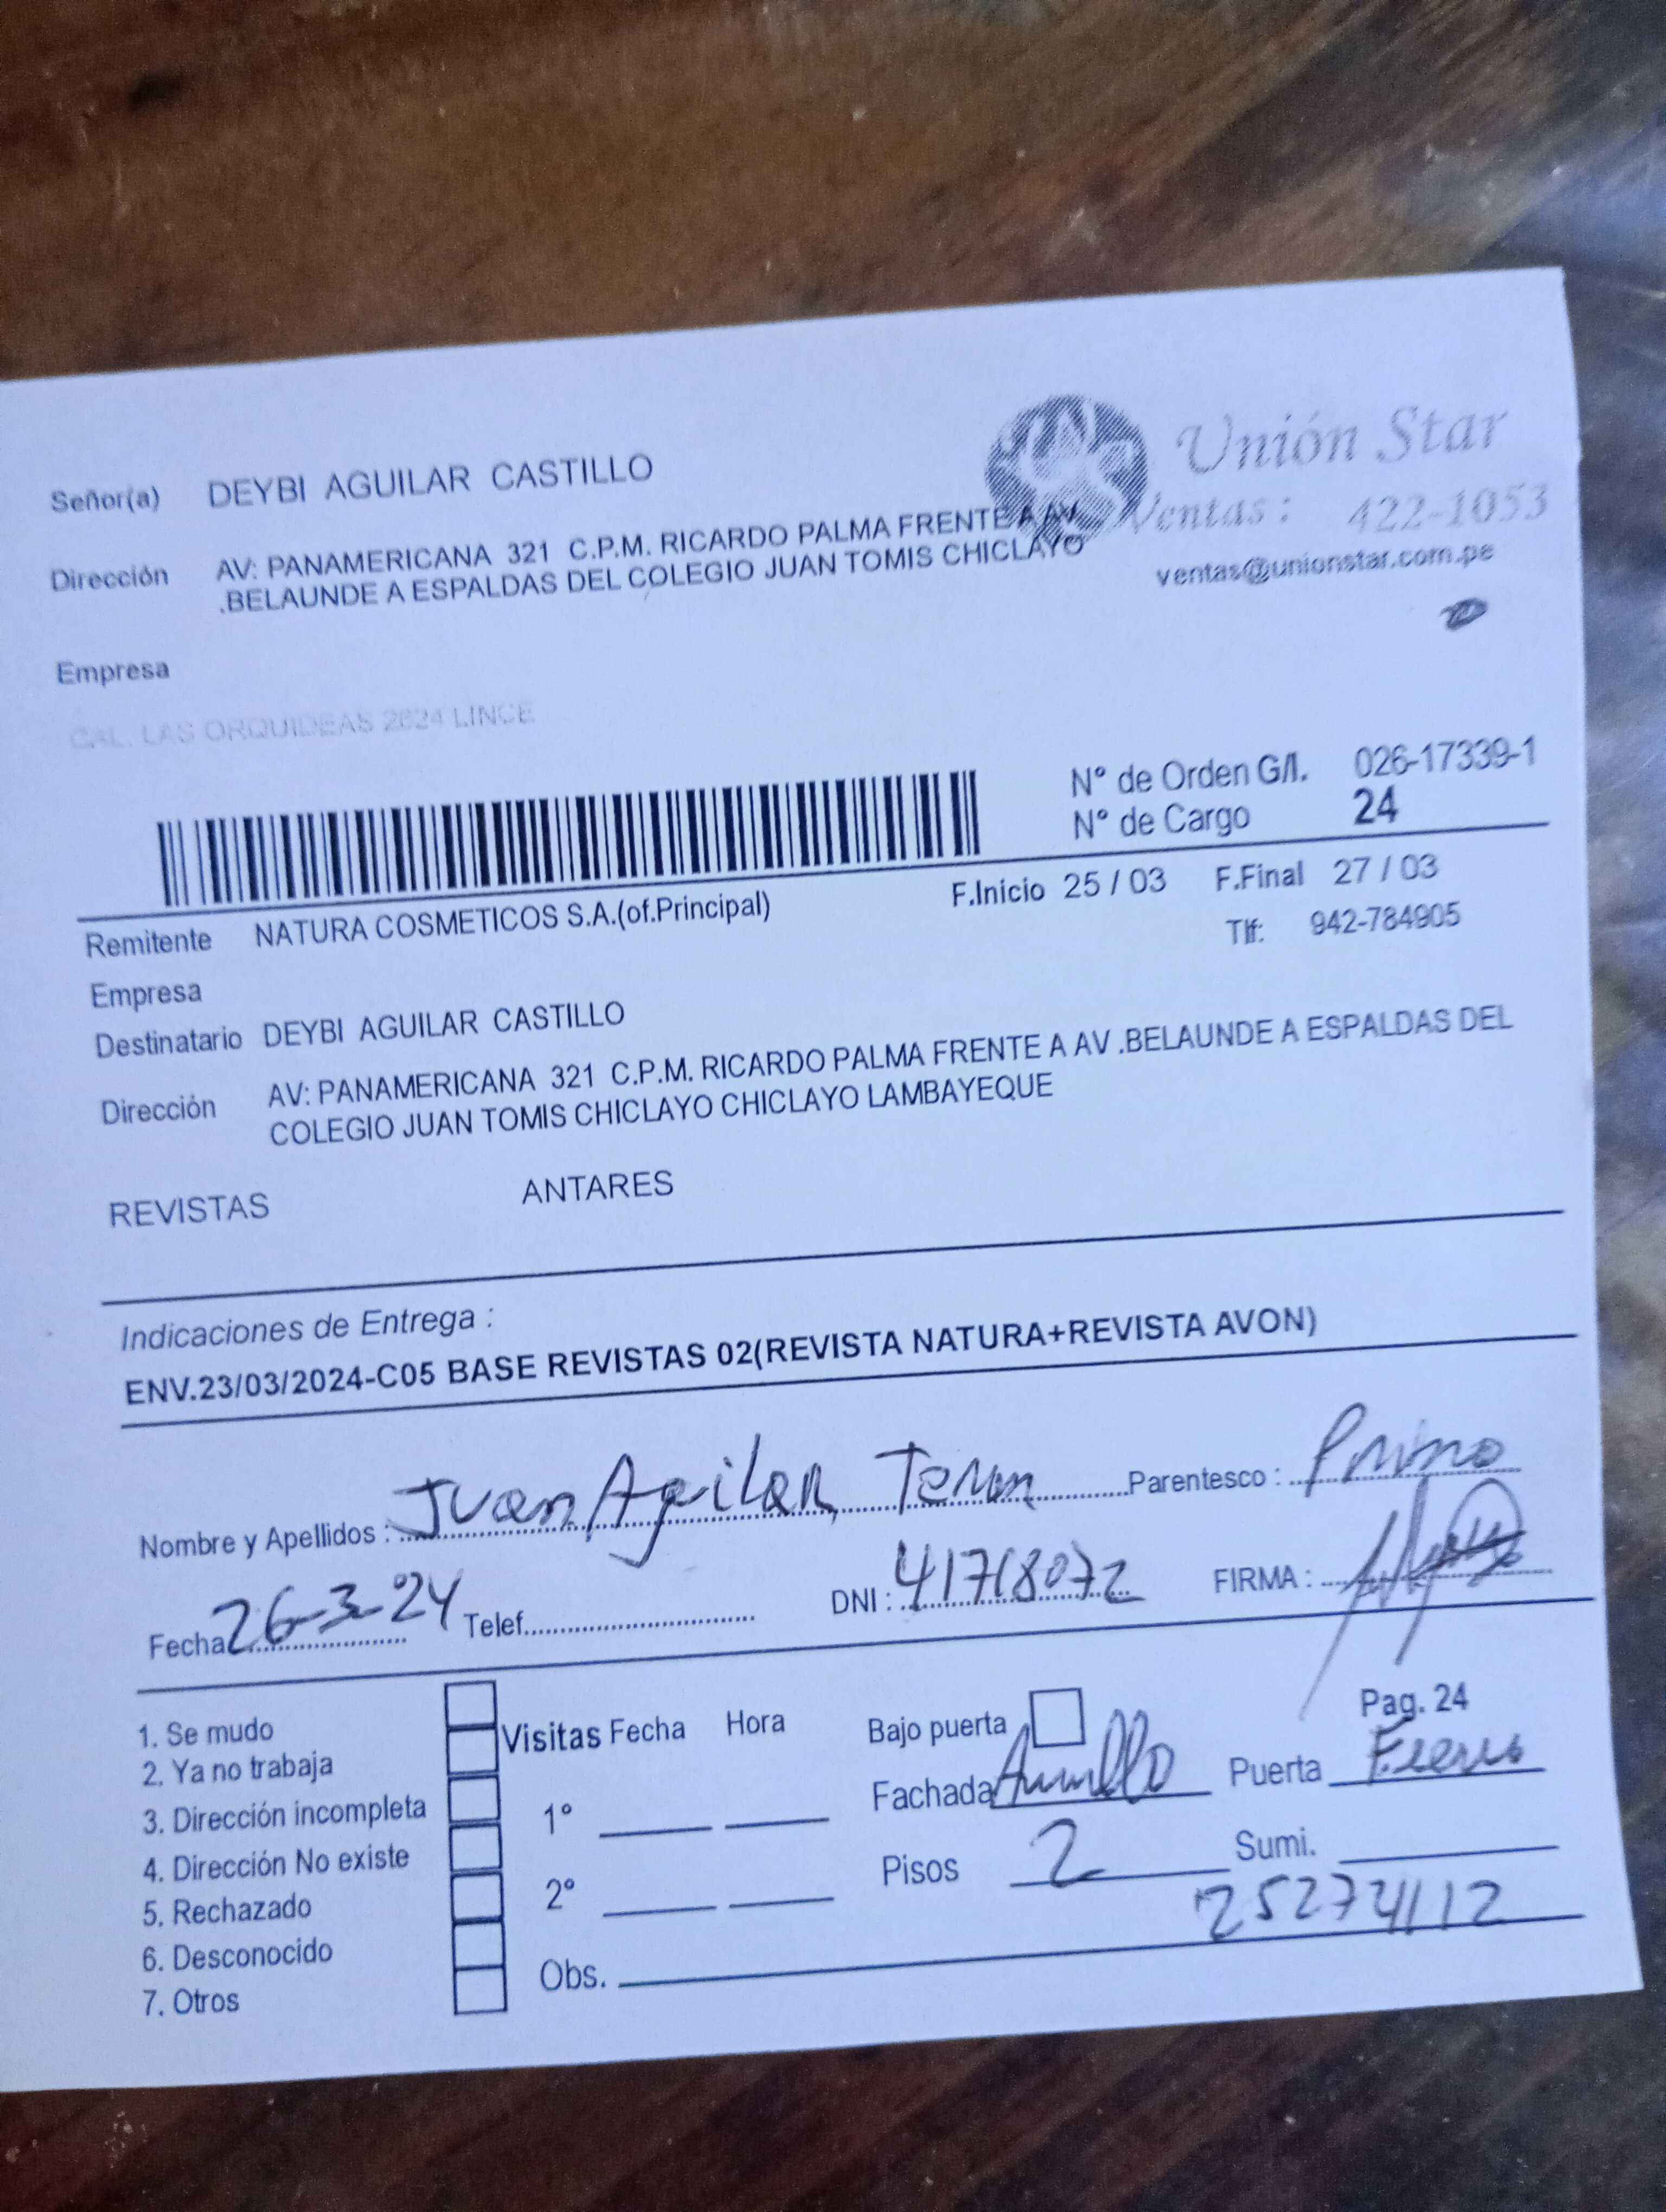 Unión Star
Señor(a) DEYBI AGUILAR CASTILLO
Ventas: 422-1053
Dirección AV: PANAMERICANA 321 C.P.M. RICARDO PALMA FRENTE A AV
.BELAUNDE A ESPALDAS DEL COLEGIO JUAN TOMIS CHICLAYO
ventas@unionstar.com.pe
Empresa
CAL. LAS ORQUIDEAS 2624 LINCE
N° de Orden G/I. 026-17339-1
N° de Cargo 24
F.Inicio 25 / 03 F.Final 27 / 03
Remitente NATURA COSMETICOS S.A.(of.Principal)
Tlf: 942-784905
Empresa
Destinatario DEYBI AGUILAR CASTILLO
Dirección AV: PANAMERICANA 321 C.P.M. RICARDO PALMA FRENTE A AV .BELAUNDE A ESPALDAS DEL
COLEGIO JUAN TOMIS CHICLAYO CHICLAYO LAMBAYEQUE
REVISTAS ANTARES
Indicaciones de Entrega :
ENV.23/03/2024-C05 BASE REVISTAS 02(REVISTA NATURA+REVISTA AVON)
Nombre y Apellidos : Juan Aguilar Parentesco : Primo
Fecha 26-3-24 Telef. DNI : 41718072 FIRMA :
Pag. 24
1. Se mudo
2. Ya no trabaja
3. Dirección incompleta
4. Dirección No existe
5. Rechazado
6. Desconocido
7. Otros
Visitas Fecha Hora
1°
2°
Obs.
Bajo puerta
Fachada Puerta Fierro
Pisos 2 Sumi.
25274112